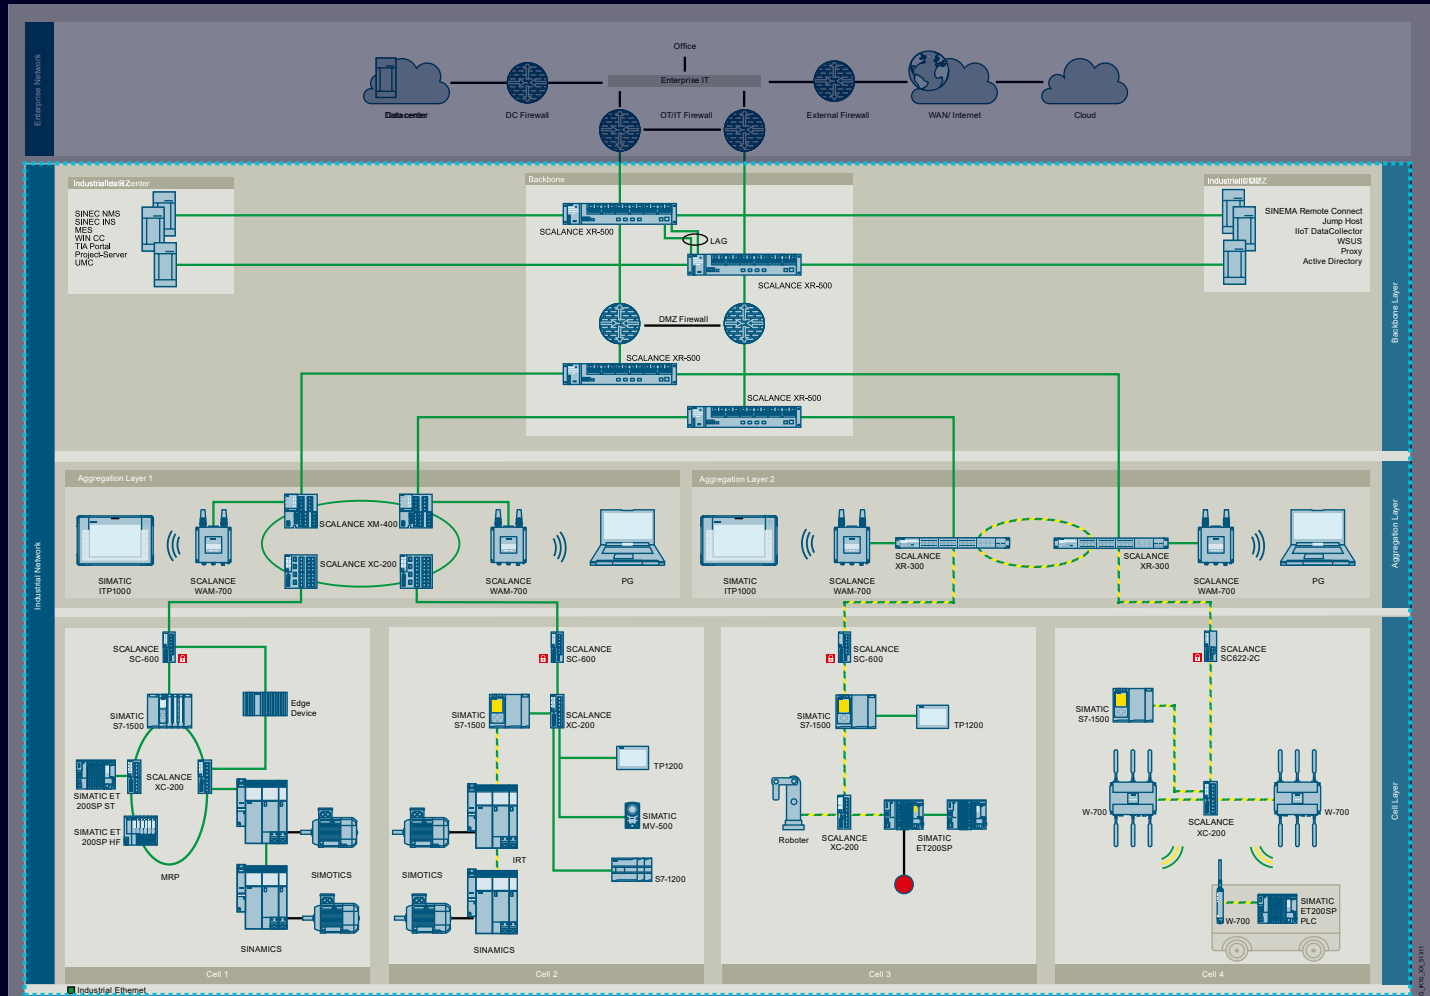 Enterprise Network
Office
Enterprise IT
Datacenter
DC Firewall
OT/IT Firewall
External Firewall
WAN/ Internet
Cloud
Industrial Network
Backbone Layer
Backbone
SINEC NMS
SINEC INS
MES
WIN CC
TIA Portal
Project-Server
UMC
SCALANCE XR-500
LAG
SCALANCE XR-500
SINEMA Remote Connect
Jump Host
IIoT DataCollector
WSUS
Proxy
Active Directory
DMZ Firewall
SCALANCE XR-500
SCALANCE XR-500
Aggregation Layer
Aggregation Layer 1
SCALANCE XM-400
SCALANCE XC-200
SIMATIC
ITP1000
SCALANCE
WAM-700
SCALANCE
WAM-700
PG
Aggregation Layer 2
SIMATIC
ITP1000
SCALANCE
WAM-700
SCALANCE
XR-300
SCALANCE
XR-300
SCALANCE
WAM-700
PG
Cell Layer
SCALANCE
SC-600
SIMATIC
S7-1500
Edge
Device
SCALANCE
XC-200
SIMATIC ET
200SP ST
SIMATIC ET
200SP HF
MRP
SIMOTICS
SINAMICS
Cell 1
SCALANCE
SC-600
SIMATIC
S7-1500
SCALANCE
XC-200
TP1200
SIMATIC
MV-500
IRT
S7-1200
SIMOTICS
SINAMICS
Cell 2
SCALANCE
SC-600
SIMATIC
S7-1500
TP1200
Roboter
SCALANCE
XC-200
SIMATIC
ET200SP
Cell 3
SCALANCE
SC622-2C
SIMATIC
S7-1500
W-700
SCALANCE
XC-200
W-700
W-700
SIMATIC
ET200SP
PLC
Cell 4
Industrial Ethernet